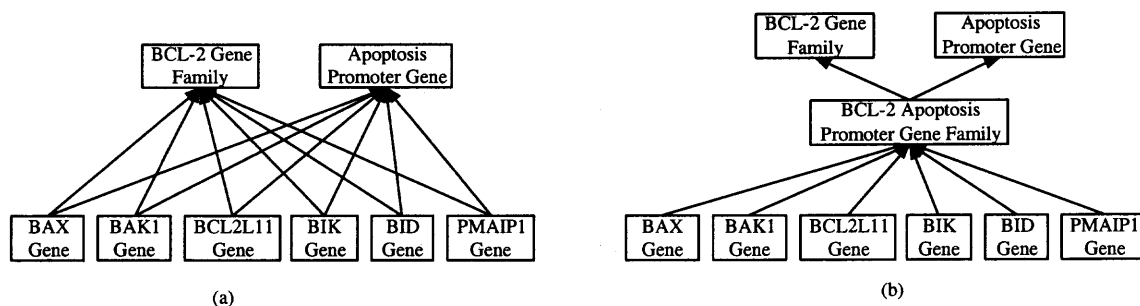 BCL-2 Gene
Family
Apoptosis
Promoter Gene
BAX
Gene
BAK1
Gene
BCL2L11
Gene
BIK
Gene
BID
Gene
PMAIP1
Gene
(a)
BCL-2 Gene
Family
Apoptosis
Promoter Gene
BCL-2 Apoptosis
Promoter Gene Family
BAX
Gene
BAK1
Gene
BCL2L11
Gene
BIK
Gene
BID
Gene
PMAIP1
Gene
(b)